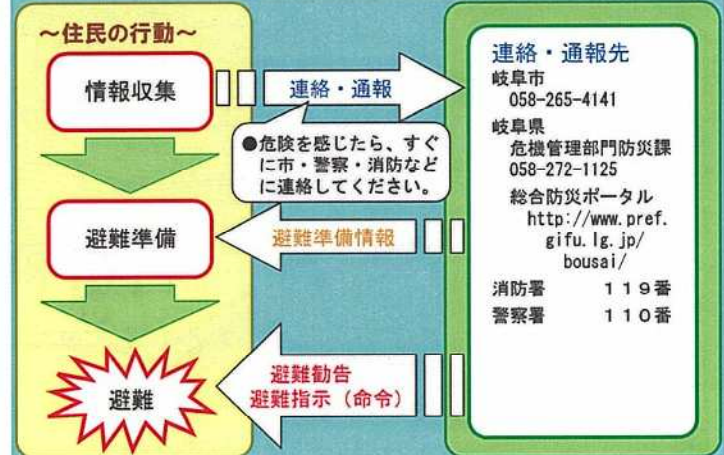 ～住民の行動～
情報収集
連絡・通報
●危険を感じたら、すぐ
に市・警察・消防など
に連絡してください。
避難準備
避難準備情報
避難
避難勧告
避難指示（命令）
連絡・通報先
岐阜市
058-265-4141
岐阜県
危機管理部門防災課
058-272-1125
総合防災ポータル
http://www.pref.
gifu.lg.jp/
bousai/
消防署　　１１９番
警察署　　１１０番